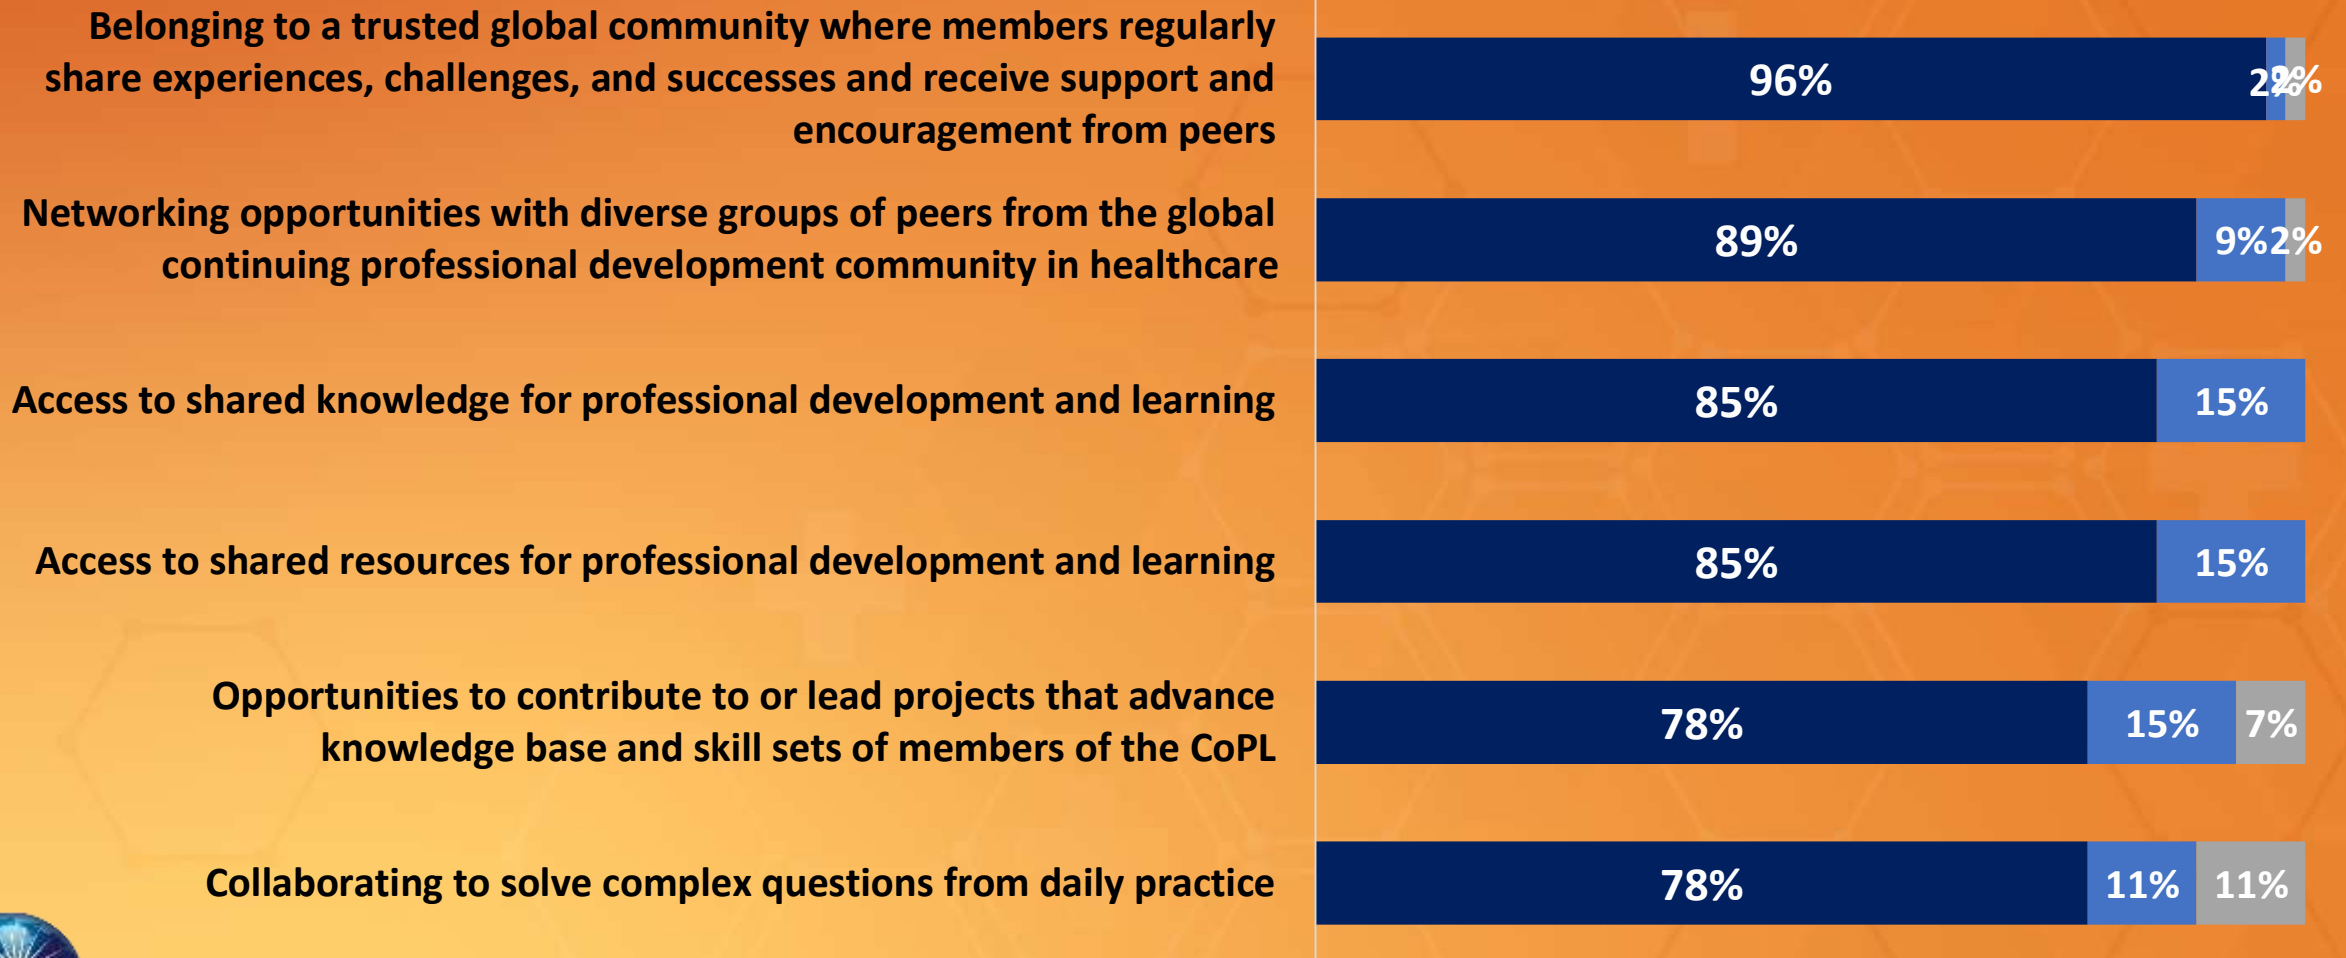 Belonging to a trusted global community where members regularly
share experiences, challenges, and successes and receive support and
encouragement from peers
96% 2% 2%
Networking opportunities with diverse groups of peers from the global
continuing professional development community in healthcare
89% 9% 2%
Access to shared knowledge for professional development and learning
85% 15%
Access to shared resources for professional development and learning
85% 15%
Opportunities to contribute to or lead projects that advance
knowledge base and skill sets of members of the CoPL
78% 15% 7%
Collaborating to solve complex questions from daily practice
78% 11% 11%